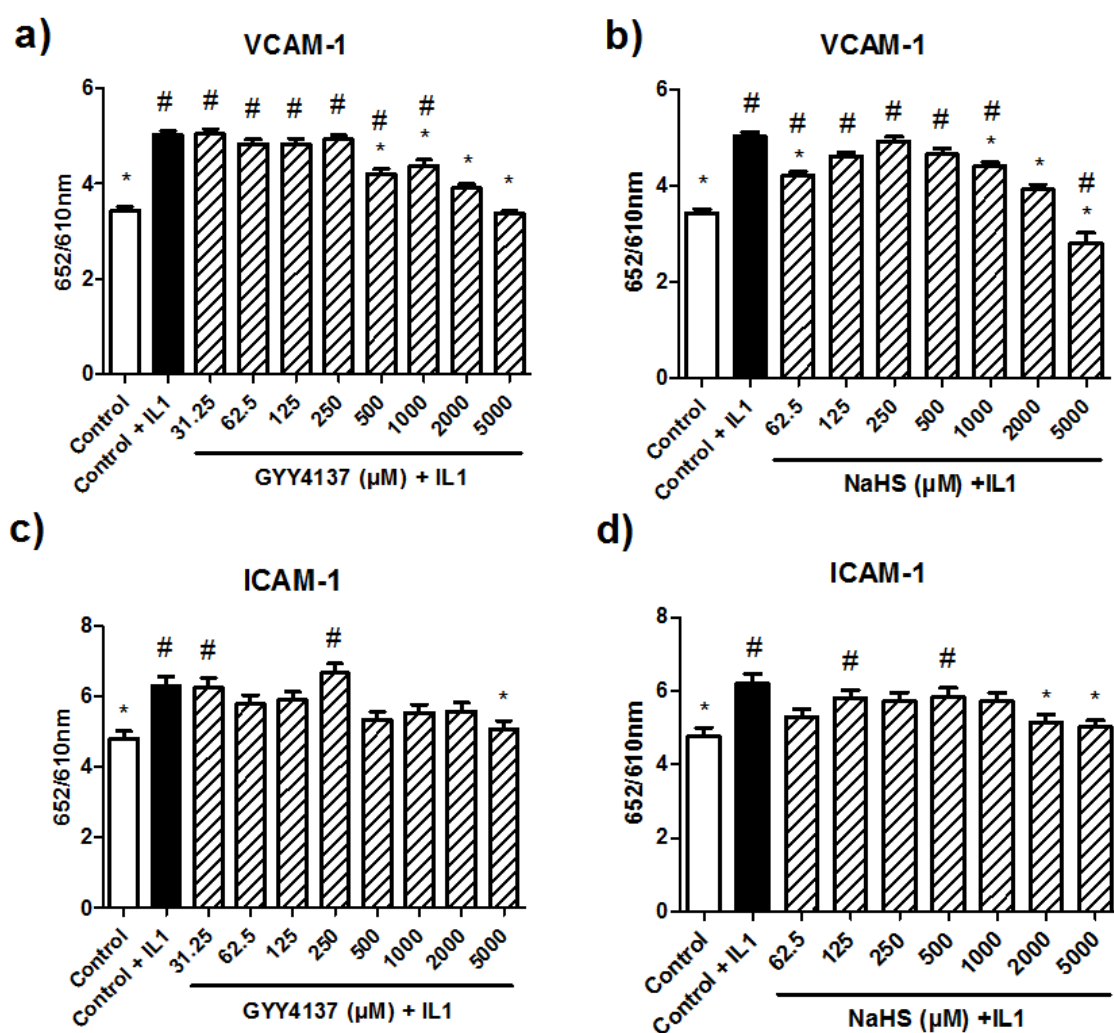 a)
VCAM-1
# # # # # # #
* * * * *
6
4
2
0
652/610nm
Control
Control + IL1
31.25
62.5
125
250
500
1000
2000
5000
GYY4137 (µM) + IL1
b)
VCAM-1
# # # # # # #
* * * * *
6
4
2
0
652/610nm
Control
Control + IL1
62.5
125
250
500
1000
2000
5000
NaHS (µM) +IL1
c)
ICAM-1
# # #
* *
8
6
4
2
0
652/610nm
Control
Control + IL1
31.25
62.5
125
250
500
1000
2000
5000
GYY4137 (µM) + IL1
d)
ICAM-1
# # #
* * *
8
6
4
2
0
652/610nm
Control
Control + IL1
62.5
125
250
500
1000
2000
5000
NaHS (µM) +IL1